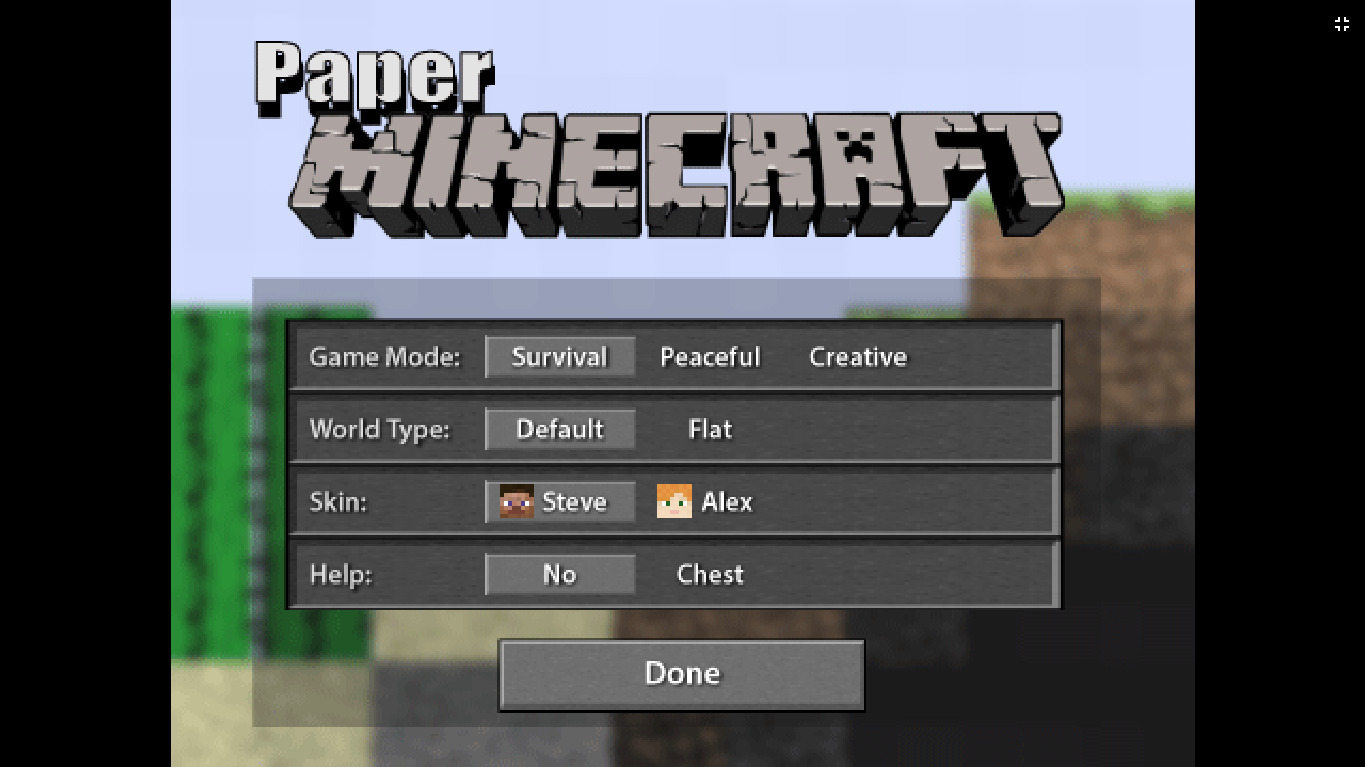 Paper
MINECRAFT
Game Mode: Survival Peaceful Creative
World Type: Default Flat
Skin: Steve Alex
Help: No Chest
Done